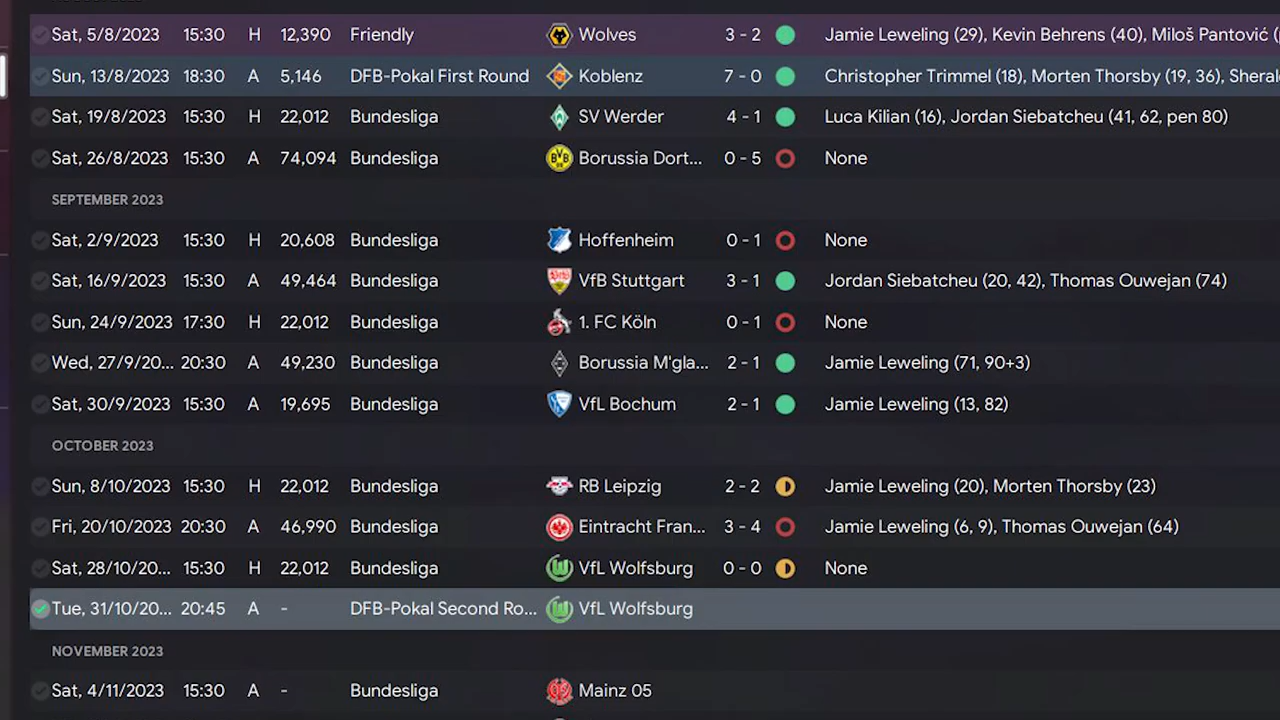 Sat, 5/8/2023 15:30 H 12,390 Friendly Wolves 3 - 2 Jamie Leweling (29), Kevin Behrens (40), Miloš Pantović
Sun, 13/8/2023 18:30 A 5,146 DFB-Pokal First Round Koblenz 7 - 0 Christopher Trimmel (18), Morten Thorsby (19, 36),
Sat, 19/8/2023 15:30 H 22,012 Bundesliga SV Werder 4 - 1 Luca Kilian (16), Jordan Siebatcheu (41, 62, pen 80)
Sat, 26/8/2023 15:30 A 74,094 Bundesliga Borussia Dort... 0 - 5 None
SEPTEMBER 2023
Sat, 2/9/2023 15:30 H 20,608 Bundesliga Hoffenheim 0 - 1 None
Sat, 16/9/2023 15:30 A 49,464 Bundesliga VfB Stuttgart 3 - 1 Jordan Siebatcheu (20, 42), Thomas Ouwejan (74)
Sun, 24/9/2023 17:30 H 22,012 Bundesliga 1. FC Köln 0 - 1 None
Wed, 27/9/20... 20:30 A 49,230 Bundesliga Borussia M'gla... 2 - 1 Jamie Leweling (71, 90+3)
Sat, 30/9/2023 15:30 A 19,695 Bundesliga VfL Bochum 2 - 1 Jamie Leweling (13, 82)
OCTOBER 2023
Sun, 8/10/2023 15:30 H 22,012 Bundesliga RB Leipzig 2 - 2 Jamie Leweling (20), Morten Thorsby (23)
Fri, 20/10/2023 20:30 A 46,990 Bundesliga Eintracht Fran... 3 - 4 Jamie Leweling (6, 9), Thomas Ouwejan (64)
Sat, 28/10/20... 15:30 H 22,012 Bundesliga VfL Wolfsburg 0 - 0 None
Tue, 31/10/20... 20:45 A - DFB-Pokal Second Ro... VfL Wolfsburg
NOVEMBER 2023
Sat, 4/11/2023 15:30 A - Bundesliga Mainz 05